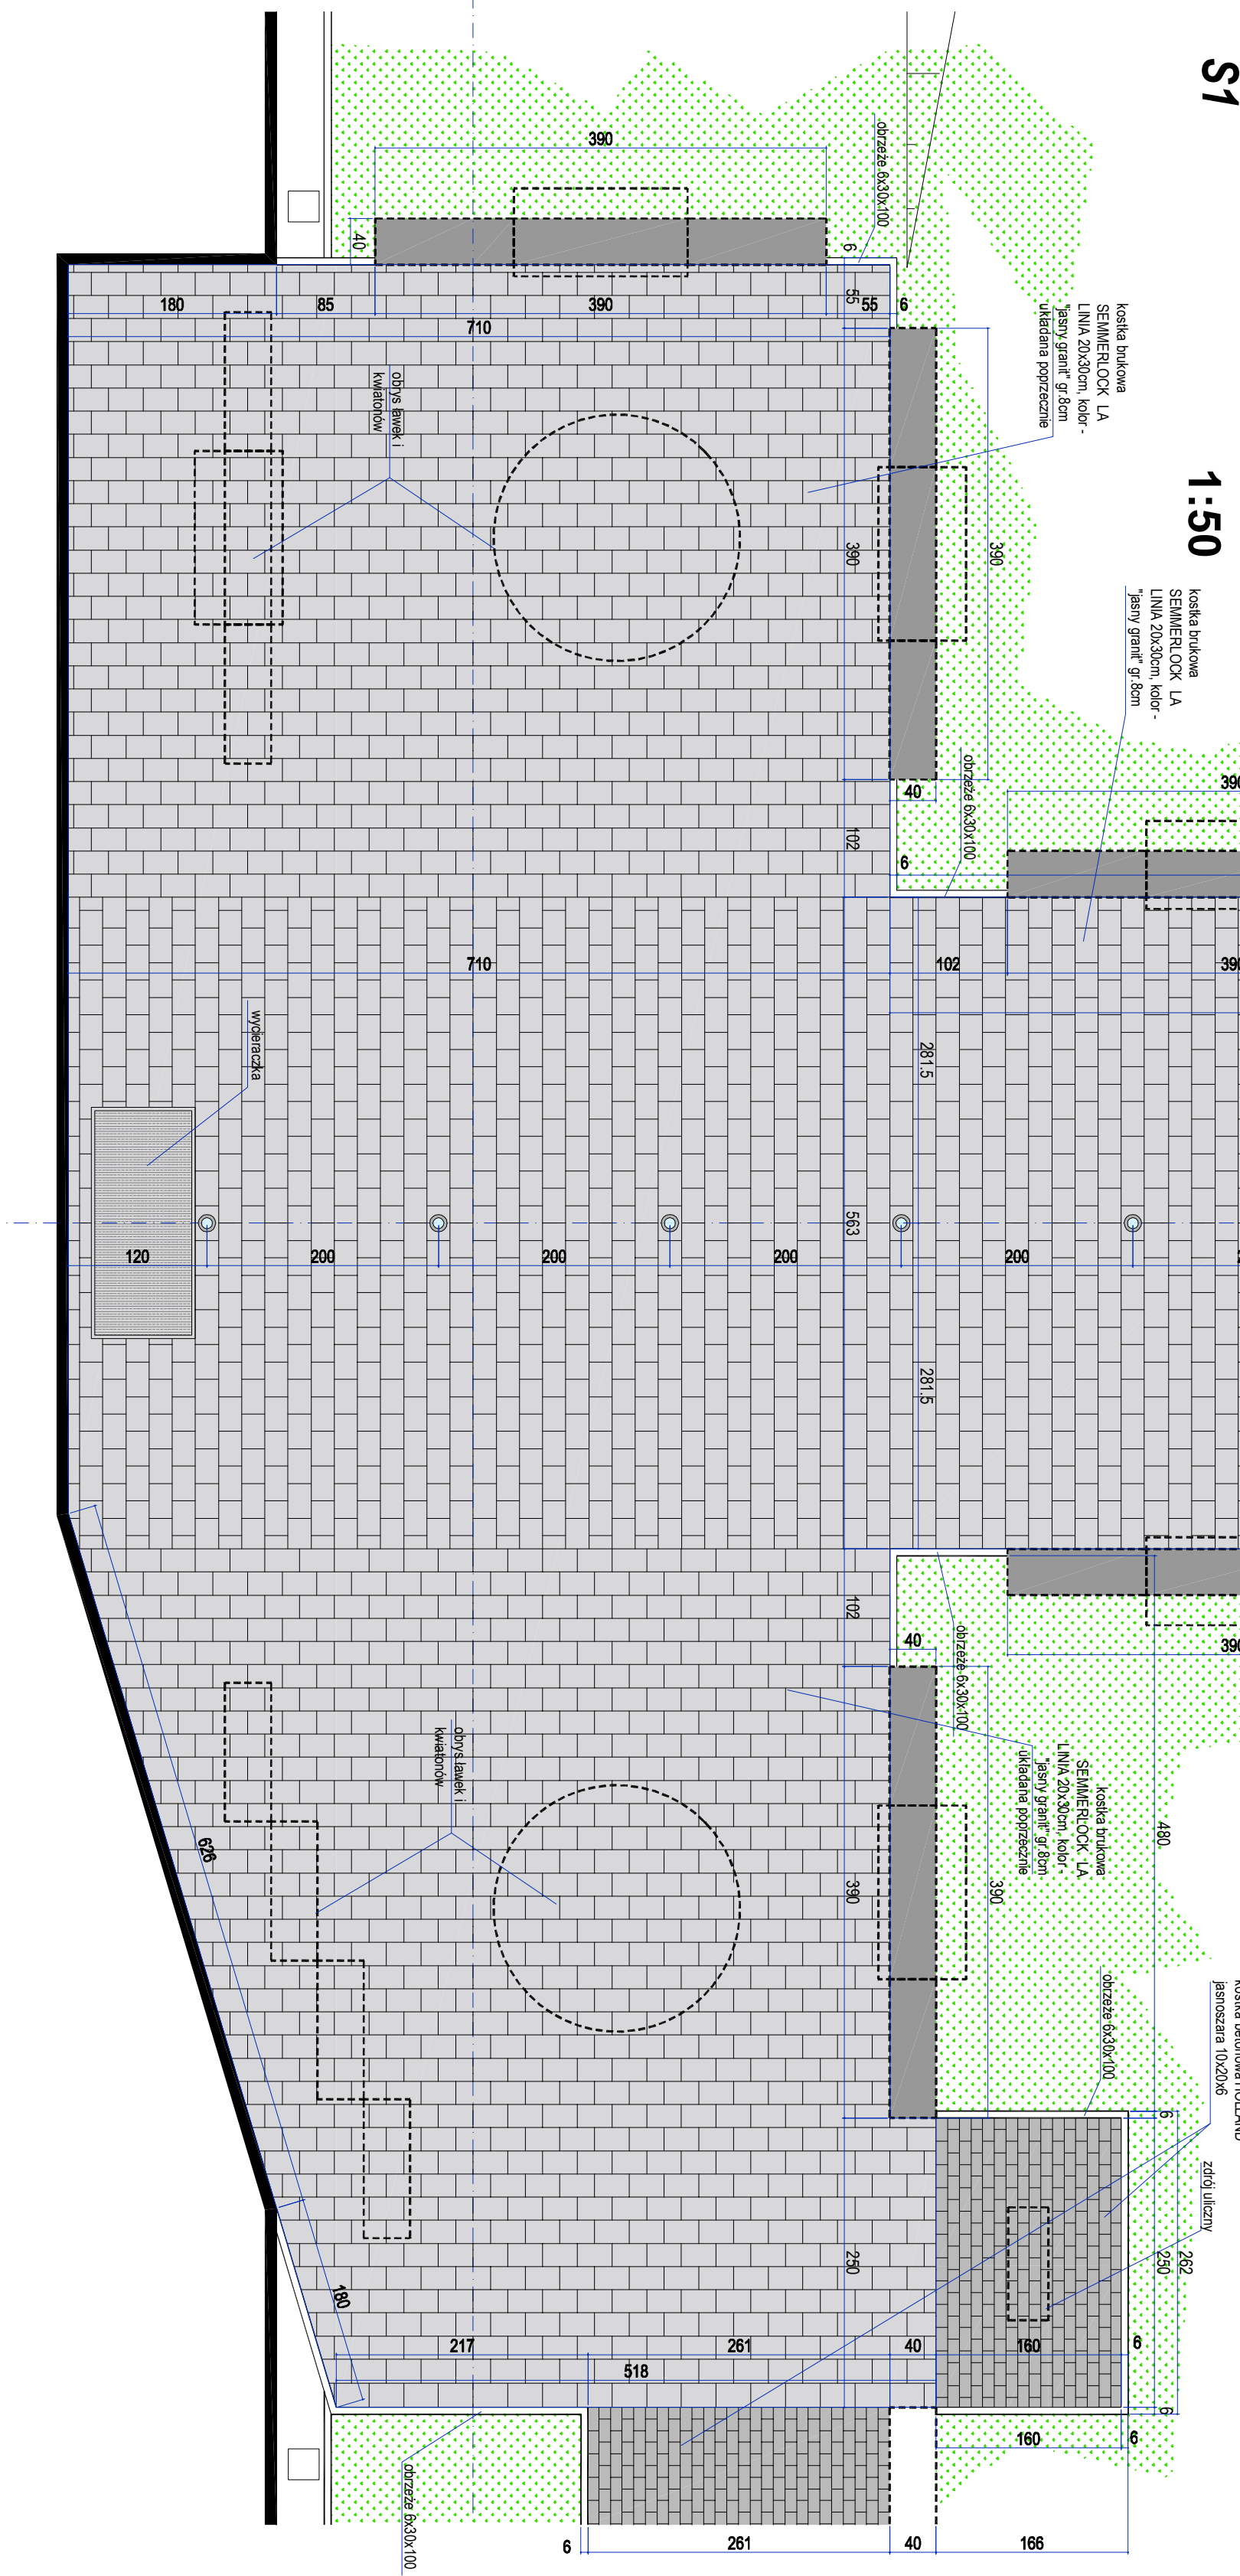 S1
1:50
kostka brukowa
SEMMERLOCK LA
LINIA 20x30cm, kolor -
"jasny granit" gr.8cm
układana poprzecznie
kostka brukowa
SEMMERLOCK LA
LINIA 20x30cm, kolor -
"jasny granit" gr.8cm
obrzeże 6x30x100
390
40
6
55
180
85
390
55
6
710
obrys ławek i
kwiatonów
390
390
40
102
6
obrzeże 6x30x100
390
710
102
390
281.5
wycieraczka
563
120
200
200
200
200
281.5
102
40
obrzeże 6x30x100
390
kostka brukowa
SEMMERLOCK LA
LINIA 20x30cm, kolor
"jasny granit" gr.8cm
układana poprzecznie
480
obrys ławek i
kwiatonów
626
390
390
jasnoszara 10x20x6
obrzeże 6x30x100
6
262
250
zdrój uliczny
250
180
217
261
40
160
6
518
6
160
6
obrzeże 6x30x100
6
261
40
166